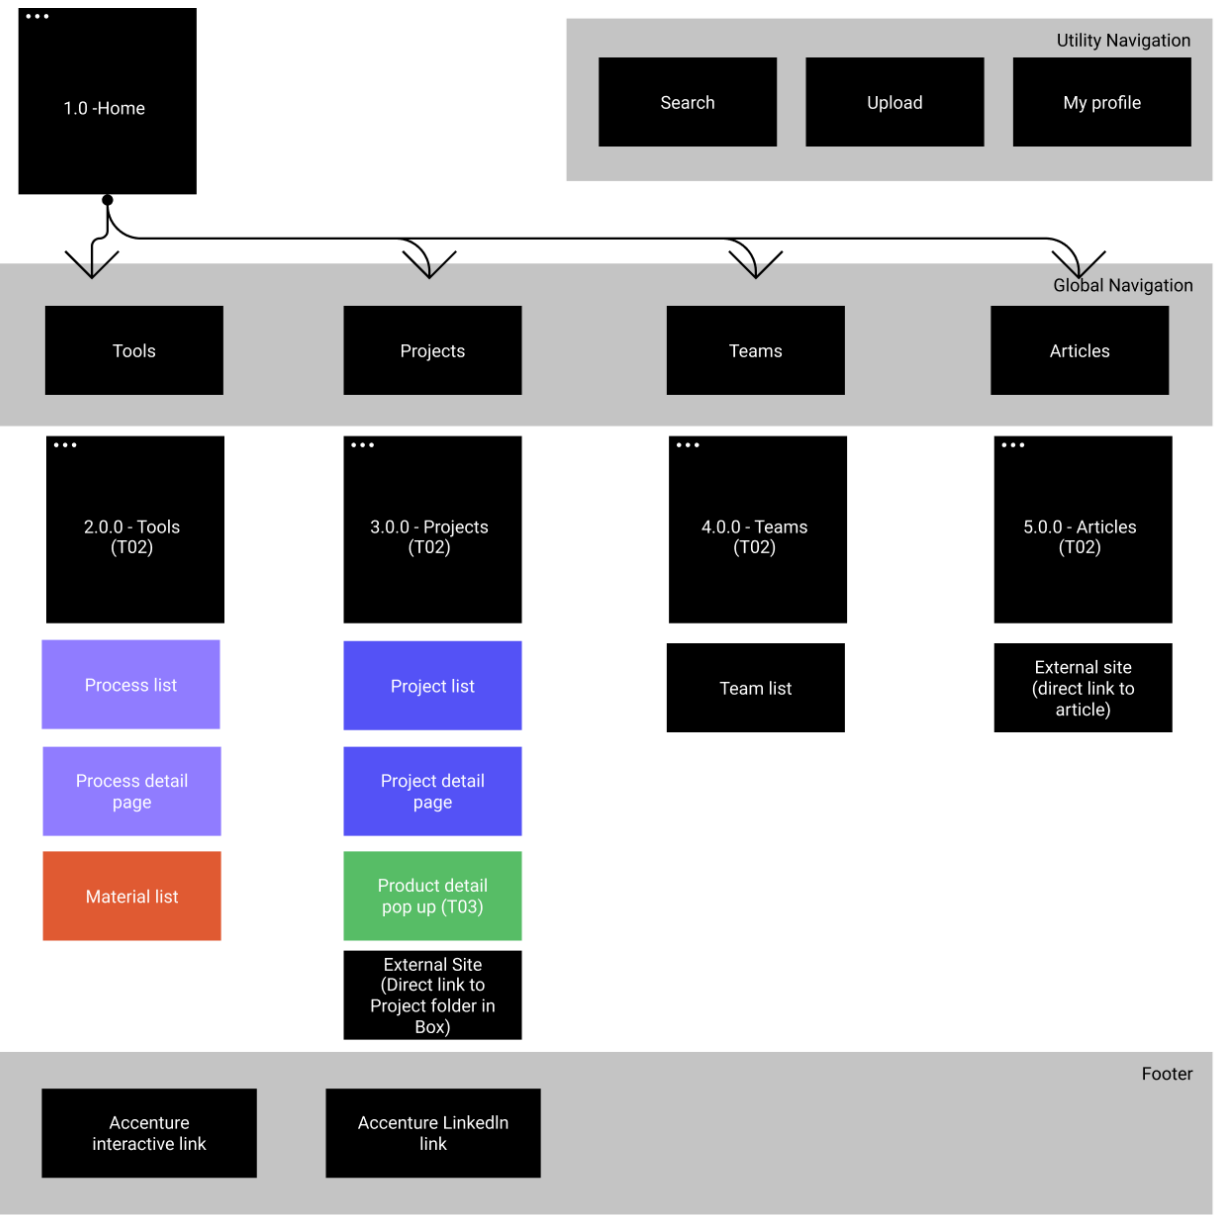 1.0 -Home
Utility Navigation
Search
Upload
My profile
Global Navigation
Tools
Projects
Teams
Articles
2.0.0 - Tools
(T02)
3.0.0 - Projects
(T02)
4.0.0 - Teams
(T02)
5.0.0 - Articles
(T02)
Process list
Project list
Team list
External site
(direct link to
article)
Process detail
page
Project detail
page
Material list
Product detail
pop up (T03)
External Site
(Direct link to
Project folder in
Box)
Footer
Accenture
interactive link
Accenture LinkedIn
link